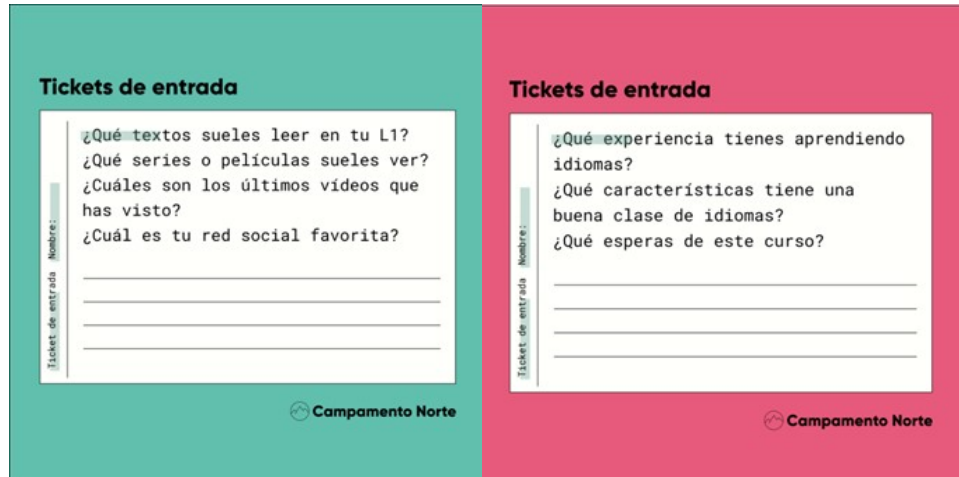 Tickets de entrada
¿Qué textos sueles leer en tu L1?
¿Qué series o películas sueles ver?
¿Cuáles son los últimos vídeos que
has visto?
¿Cuál es tu red social favorita?
Ticket de entrada Nombre:
Campamento Norte
Tickets de entrada
¿Qué experiencia tienes aprendiendo
idiomas?
¿Qué características tiene una
buena clase de idiomas?
¿Qué esperas de este curso?
Ticket de entrada Nombre:
Campamento Norte